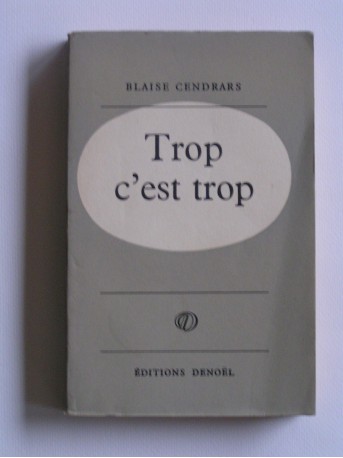 BLAISE CENDRARS
Trop
c'est trop
ÉDITIONS DENOËL